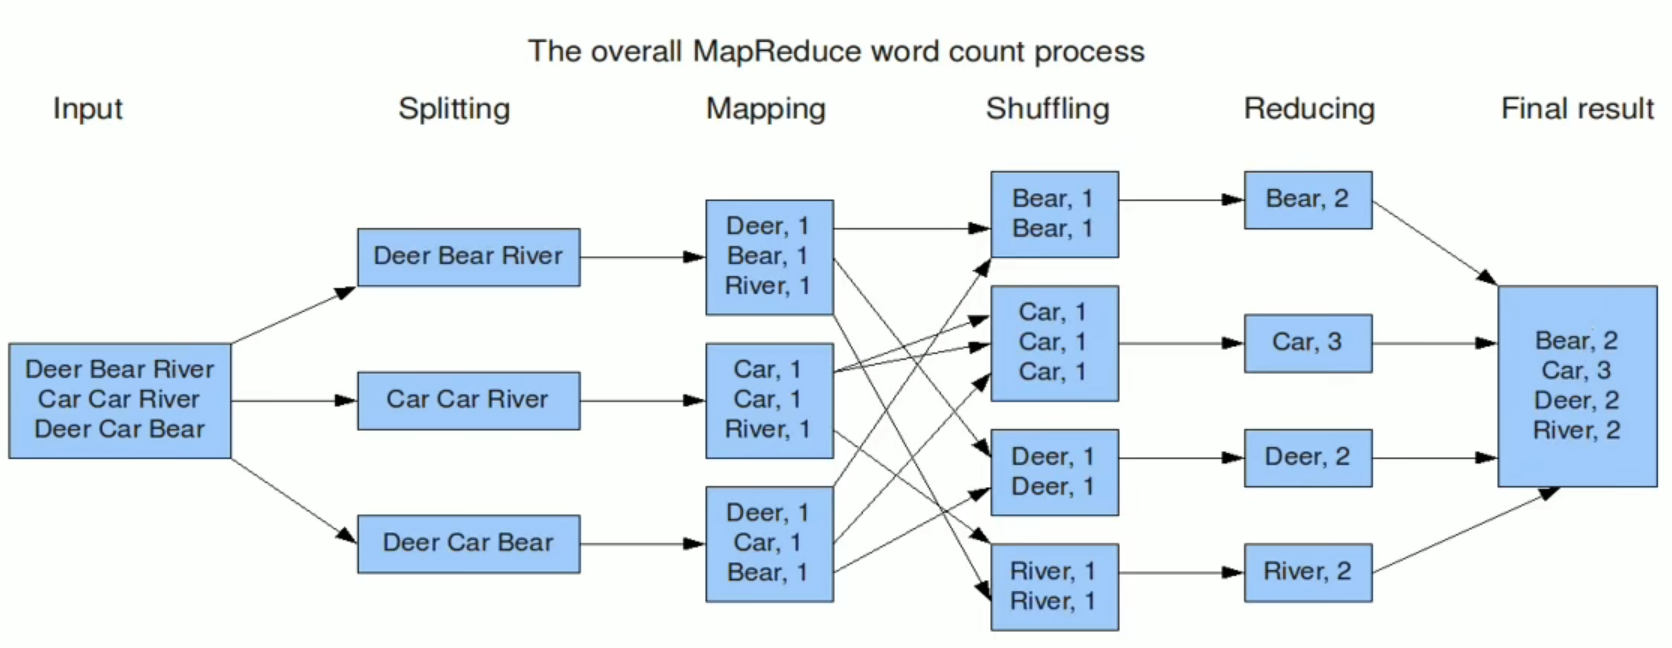 The overall MapReduce word count process
Input
Splitting
Mapping
Shuffling
Reducing
Final result
Deer Bear River
Car Car River
Deer Car Bear
Deer Bear River
Car Car River
Deer Car Bear
Deer, 1
Bear, 1
River, 1
Car, 1
Car, 1
River, 1
Deer, 1
Car, 1
Bear, 1
Bear, 1
Bear, 1
Car, 1
Car, 1
Car, 1
Deer, 1
Deer, 1
River, 1
River, 1
Bear, 2
Car, 3
Deer, 2
River, 2
Bear, 2
Car, 3
Deer, 2
River, 2